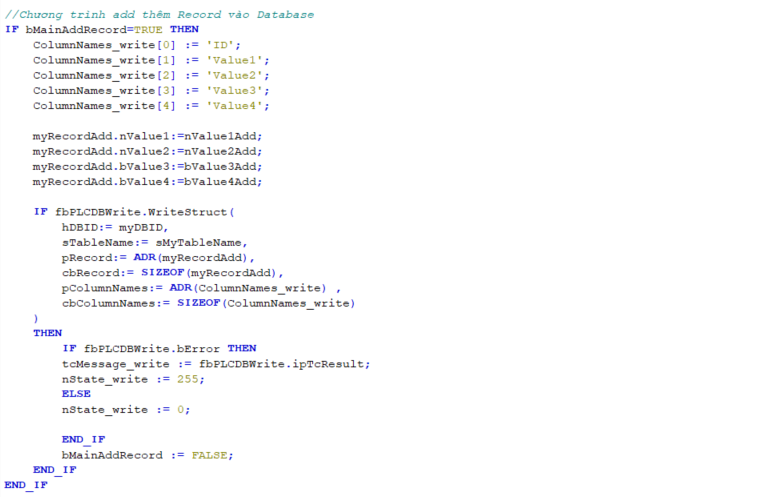 //Chương trinh add thêm Record vào Database
IF bMainAddRecord=TRUE THEN
ColumnNames_write[0] := 'ID';
ColumnNames_write[1] := 'Value1';
ColumnNames_write[2] := 'Value2';
ColumnNames_write[3] := 'Value3';
ColumnNames_write[4] := 'Value4';
myRecordAdd.nValue1:=nValue1Add;
myRecordAdd.nValue2:=nValue2Add;
myRecordAdd.bValue3:=bValue3Add;
myRecordAdd.bValue4:=bValue4Add;
IF fbPLCDBWrite.WriteStruct(
hDBID:= myDBID,
sTableName:= sMyTableName,
pRecord:= ADR(myRecordAdd),
cbRecord:= SIZEOF(myRecordAdd),
pColumnNames:= ADR(ColumnNames_write) ,
cbColumnNames:= SIZEOF(ColumnNames_write)
)
THEN
IF fbPLCDBWrite.bError THEN
tcMessage_write := fbPLCDBWrite.ipTcResult;
nState_write := 255;
ELSE
nState_write := 0;
END_IF
bMainAddRecord := FALSE;
END_IF
END_IF